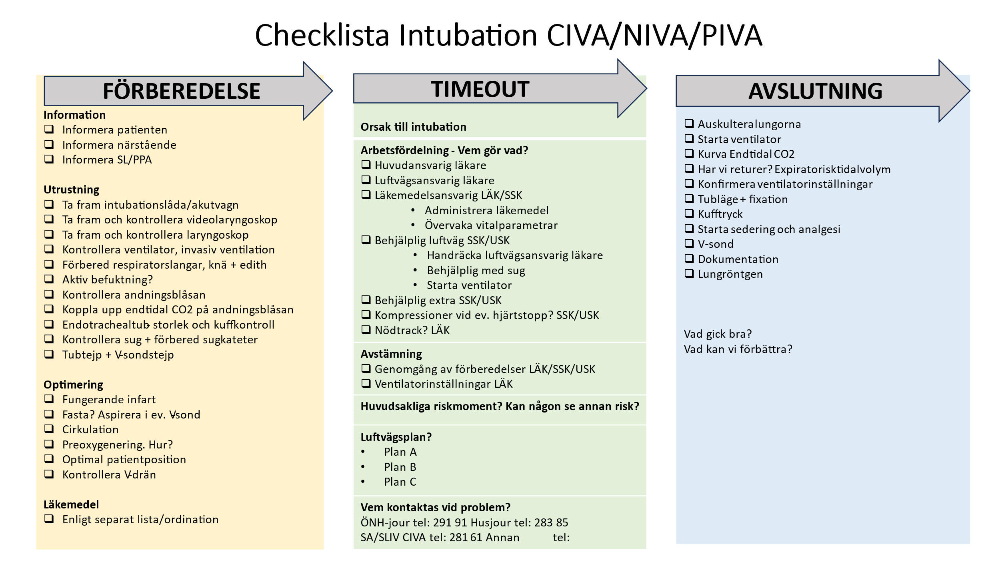 Checklista Intubation CIVA/NIVA/PIVA
FÖRBEREDELSE
Information
❑ Informera patienten
❑ Informera närstående
❑ Informera SL/PPA
Utrustning
❑ Ta fram intubationslåda/akutvagn
❑ Ta fram och kontrollera videolaryngoskop
❑ Ta fram och kontrollera laryngoskop
❑ Kontrollera ventilator, invasiv ventilation
❑ Förbered respiratorslangar, knä + edith
❑ Aktiv befuktning?
❑ Kontrollera andningsblåsan
❑ Koppla upp endtidal CO2 på andningsblåsan
❑ Endotrachealtub- storlek och kuffkontroll
❑ Kontrollera sug + förbered sugkateter
❑ Tubtejp + V-sondstejp
Optimering
❑ Fungerande infart
❑ Fasta? Aspirera i ev. V-sond
❑ Cirkulation
❑ Preoxygenering. Hur?
❑ Optimal patientposition
❑ Kontrollera V-drän
Läkemedel
❑ Enligt separat lista/ordination
TIMEOUT
Orsak till intubation
Arbetsfördelning - Vem gör vad?
❑ Huvudansvarig läkare
❑ Luftvägsansvarig läkare
❑ Läkemedelsansvarig LÄK/SSK
• Administrera läkemedel
• Övervaka vitalparametrar
❑ Behjälplig luftväg SSK/USK
• Handräcka luftvägsansvarig läkare
• Behjälplig med sug
• Starta ventilator
❑ Behjälplig extra SSK/USK
❑ Kompressioner vid ev. hjärtstopp? SSK/USK
❑ Nödtrack? LÄK
Avstämning
❑ Genomgång av förberedelser LÄK/SSK/USK
❑ Ventilatorinställningar LÄK
Huvudsakliga riskmoment? Kan någon se annan risk?
Luftvägsplan?
• Plan A
• Plan B
• Plan C
Vem kontaktas vid problem?
ÖNH-jour tel: 291 91 Husjour tel: 283 85
SA/SLIV CIVA tel: 281 61 Annan tel:
AVSLUTNING
❑ Auskultera lungorna
❑ Starta ventilator
❑ Kurva Endtidal CO2
❑ Har vi returer? Expiratorisk tidalvolym
❑ Konfirmera ventilatorinställningar
❑ Tubläge + fixation
❑ Kufftryck
❑ Starta sedering och analgesi
❑ V-sond
❑ Dokumentation
❑ Lungröntgen
Vad gick bra?
Vad kan vi förbättra?